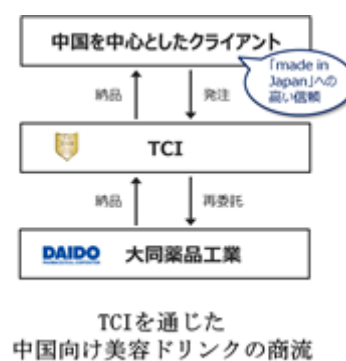 中国を中心としたクライアント
「made in
Japan」への
高い信頼
納品
発注
TCI
納品
再委託
DAIDO
大同薬品工業
TCIを通じた
中国向け美容ドリンクの商流